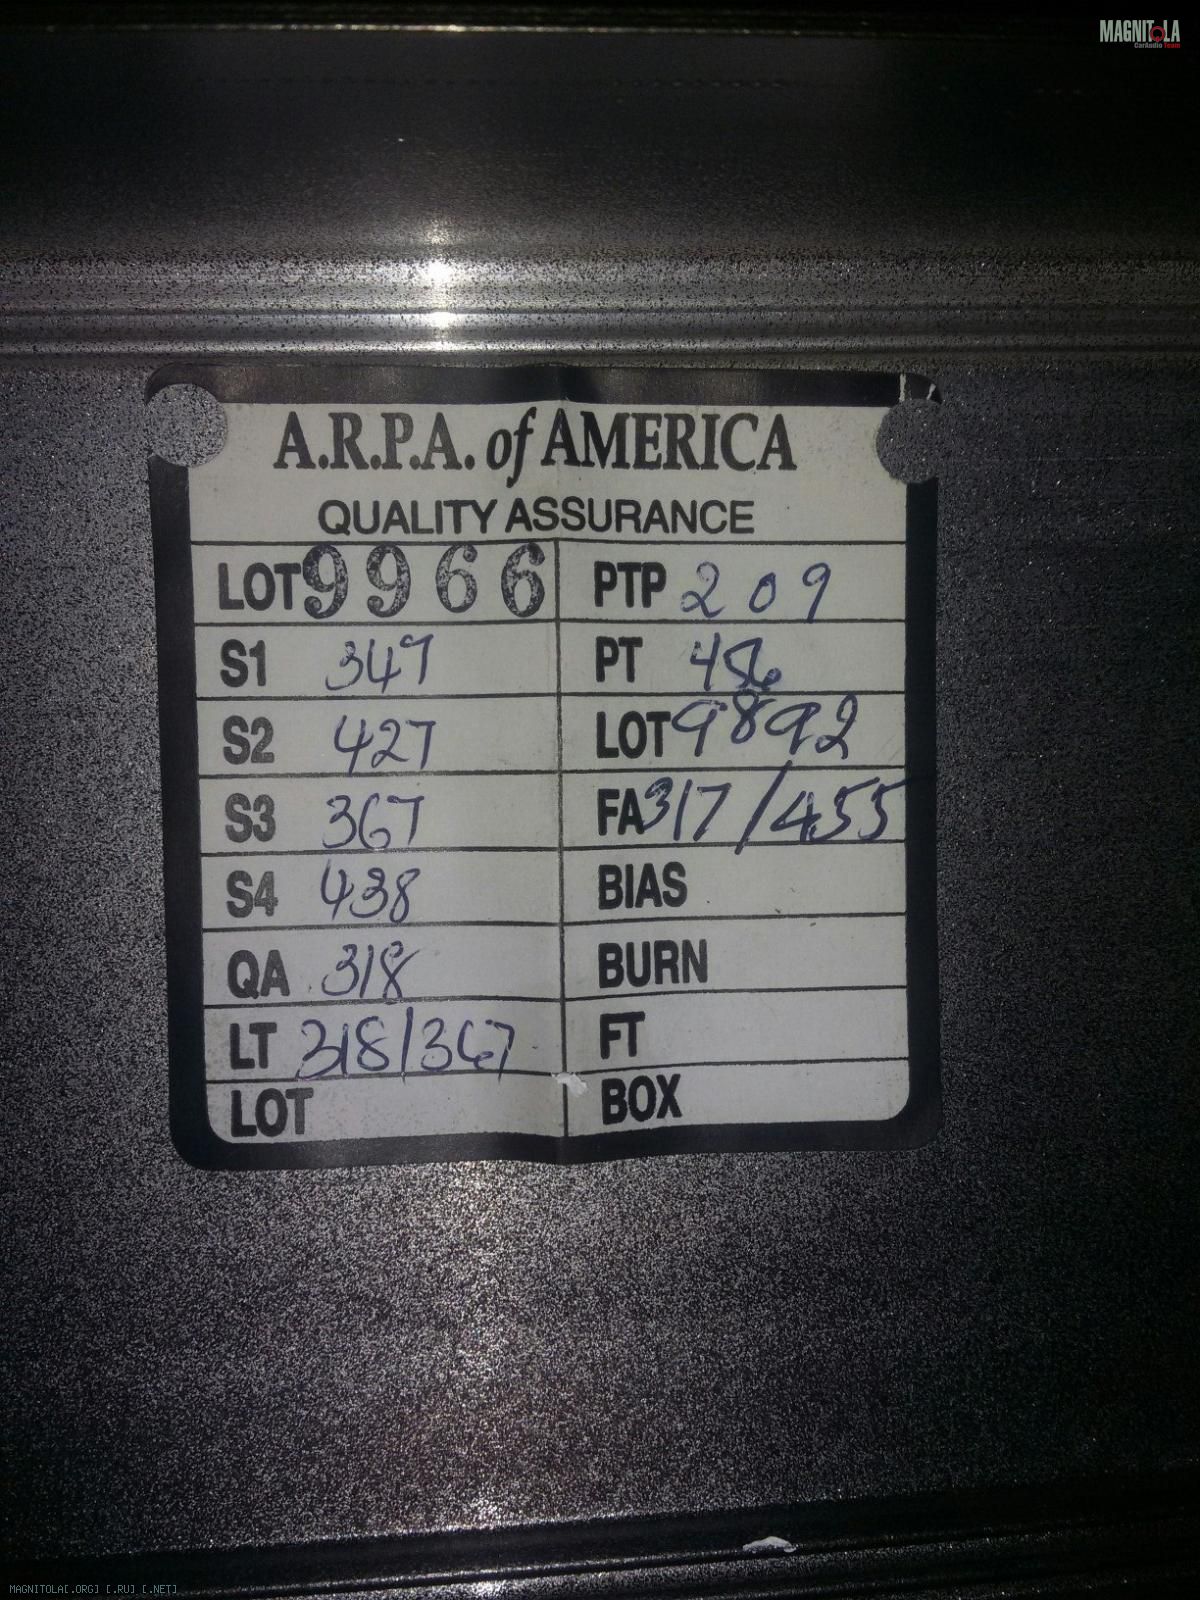 MAGNITOLA
CarAudio Team
A.R.P.A. of AMERICA
QUALITY ASSURANCE
LOT 9966
PTP 209
S1 347
PT 486
S2 427
LOT 9892
S3 367
FA 317/455
S4 438
BIAS
QA 318
BURN
LT 318/367
FT
LOT
BOX
MAGNITOLA[.ORG] [.RU] [.NET]